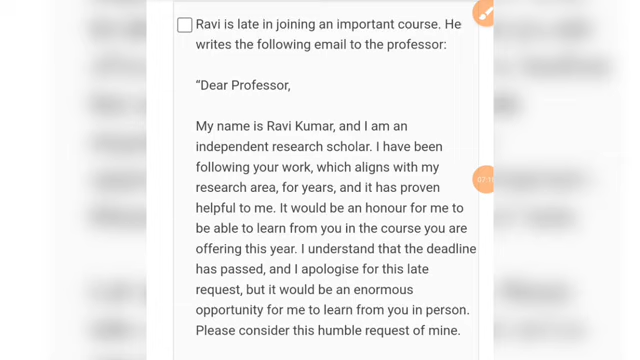 Ravi is late in joining an important course. He
writes the following email to the professor:
“Dear Professor,
My name is Ravi Kumar, and I am an
independent research scholar. I have been
following your work, which aligns with my
research area, for years, and it has proven
helpful to me. It would be an honour for me to
be able to learn from you in the course you are
offering this year. I understand that the deadline
has passed, and I apologise for this late
request, but it would be an enormous
opportunity for me to learn from you in person.
Please consider this humble request of mine.